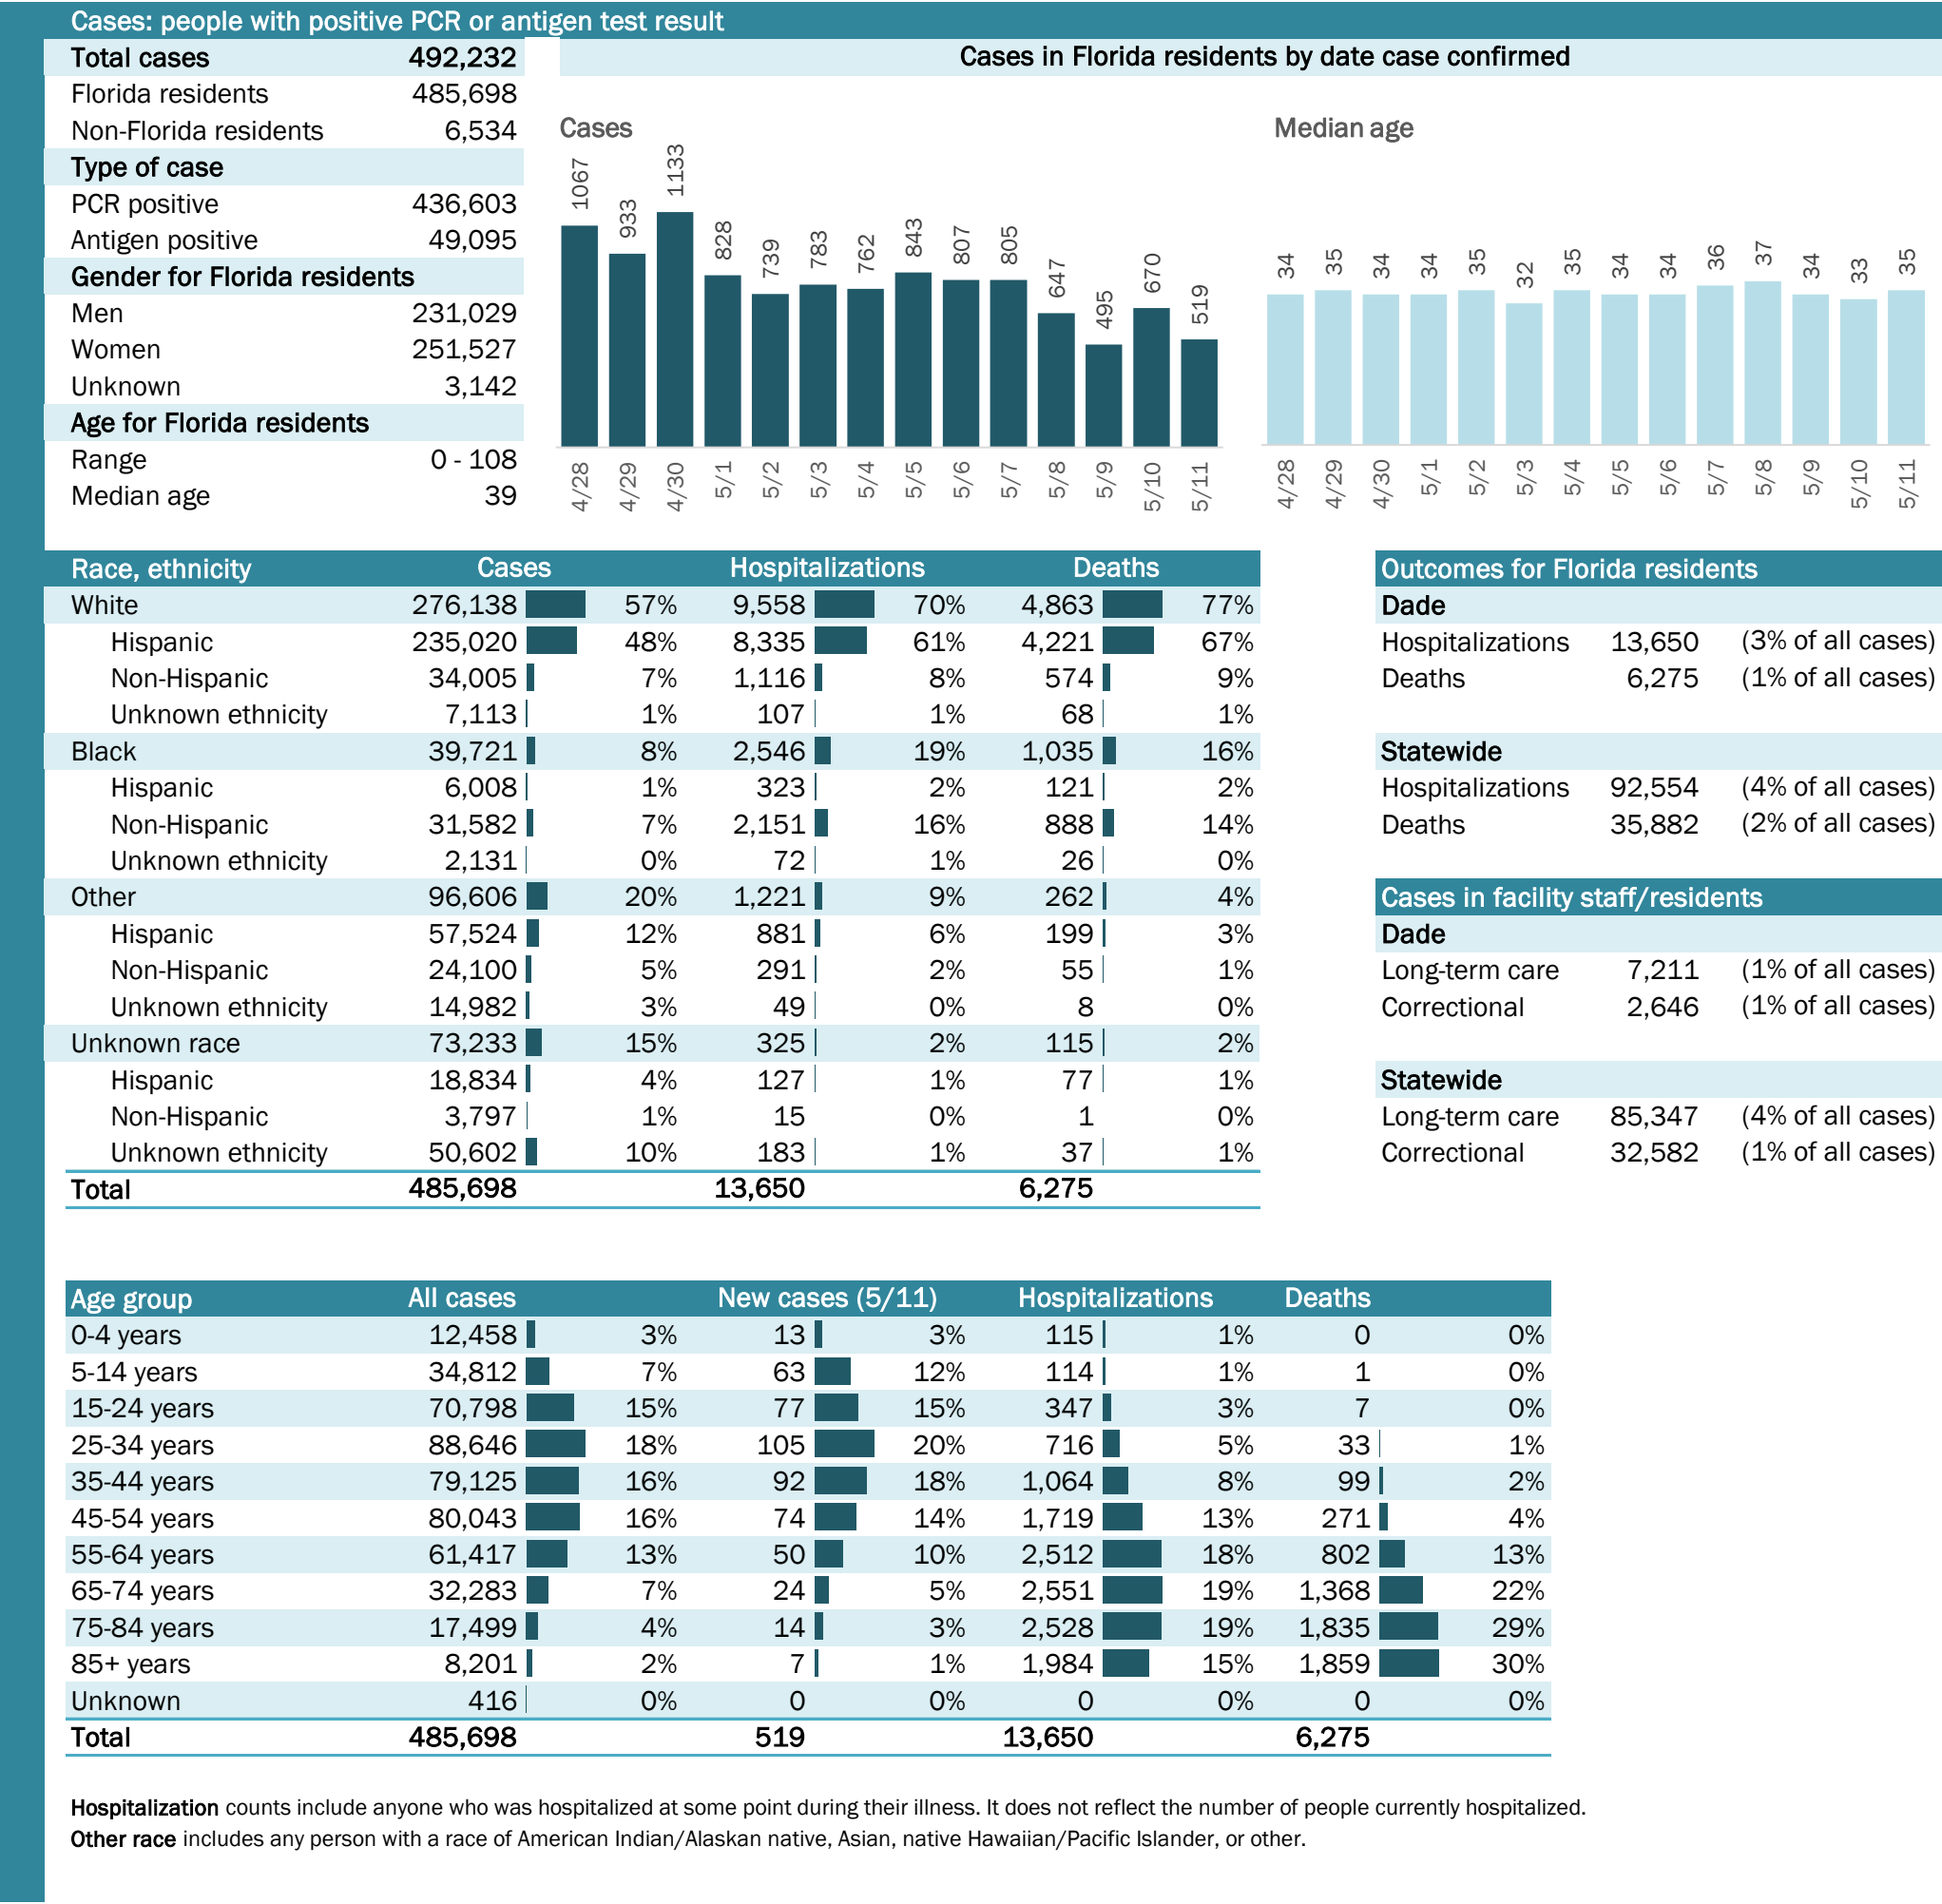 Cases: people with positive PCR or antigen test result
Total cases 492,232
Florida residents 485,698
Non-Florida residents 6,534
Type of case
PCR positive 436,603
Antigen positive 49,095
Gender for Florida residents
Men 231,029
Women 251,527
Unknown 3,142
Age for Florida residents
Range 0 - 108
Median age 39
Cases in Florida residents by date case confirmed
Cases
1067 933 1133 828 739 783 762 843 807 805 647 495 670 519
4/28 4/29 4/30 5/1 5/2 5/3 5/4 5/5 5/6 5/7 5/8 5/9 5/10 5/11
Median age
34 35 34 34 35 32 35 34 34 36 37 34 33 35
4/28 4/29 4/30 5/1 5/2 5/3 5/4 5/5 5/6 5/7 5/8 5/9 5/10 5/11
Race, ethnicity Cases Hospitalizations Deaths
White 276,138 57% 9,558 70% 4,863 77%
Hispanic 235,020 48% 8,335 61% 4,221 67%
Non-Hispanic 34,005 7% 1,116 8% 574 9%
Unknown ethnicity 7,113 1% 107 1% 68 1%
Black 39,721 8% 2,546 19% 1,035 16%
Hispanic 6,008 1% 323 2% 121 2%
Non-Hispanic 31,582 7% 2,151 16% 888 14%
Unknown ethnicity 2,131 0% 72 1% 26 0%
Other 96,606 20% 1,221 9% 262 4%
Hispanic 57,524 12% 881 6% 199 3%
Non-Hispanic 24,100 5% 291 2% 55 1%
Unknown ethnicity 14,982 3% 49 0% 8 0%
Unknown race 73,233 15% 325 2% 115 2%
Hispanic 18,834 4% 127 1% 77 1%
Non-Hispanic 3,797 1% 15 0% 1 0%
Unknown ethnicity 50,602 10% 183 1% 37 1%
Total 485,698 13,650 6,275
Outcomes for Florida residents
Dade
Hospitalizations 13,650 (3% of all cases)
Deaths 6,275 (1% of all cases)
Statewide
Hospitalizations 92,554 (4% of all cases)
Deaths 35,882 (2% of all cases)
Cases in facility staff/residents
Dade
Long-term care 7,211 (1% of all cases)
Correctional 2,646 (1% of all cases)
Statewide
Long-term care 85,347 (4% of all cases)
Correctional 32,582 (1% of all cases)
Age group All cases New cases (5/11) Hospitalizations Deaths
0-4 years 12,458 3% 13 3% 115 1% 0 0%
5-14 years 34,812 7% 63 12% 114 1% 1 0%
15-24 years 70,798 15% 77 15% 347 3% 7 0%
25-34 years 88,646 18% 105 20% 716 5% 33 1%
35-44 years 79,125 16% 92 18% 1,064 8% 99 2%
45-54 years 80,043 16% 74 14% 1,719 13% 271 4%
55-64 years 61,417 13% 50 10% 2,512 18% 802 13%
65-74 years 32,283 7% 24 5% 2,551 19% 1,368 22%
75-84 years 17,499 4% 14 3% 2,528 19% 1,835 29%
85+ years 8,201 2% 7 1% 1,984 15% 1,859 30%
Unknown 416 0% 0 0% 0 0% 0 0%
Total 485,698 519 13,650 6,275
Hospitalization counts include anyone who was hospitalized at some point during their illness. It does not reflect the number of people currently hospitalized.
Other race includes any person with a race of American Indian/Alaskan native, Asian, native Hawaiian/Pacific Islander, or other.